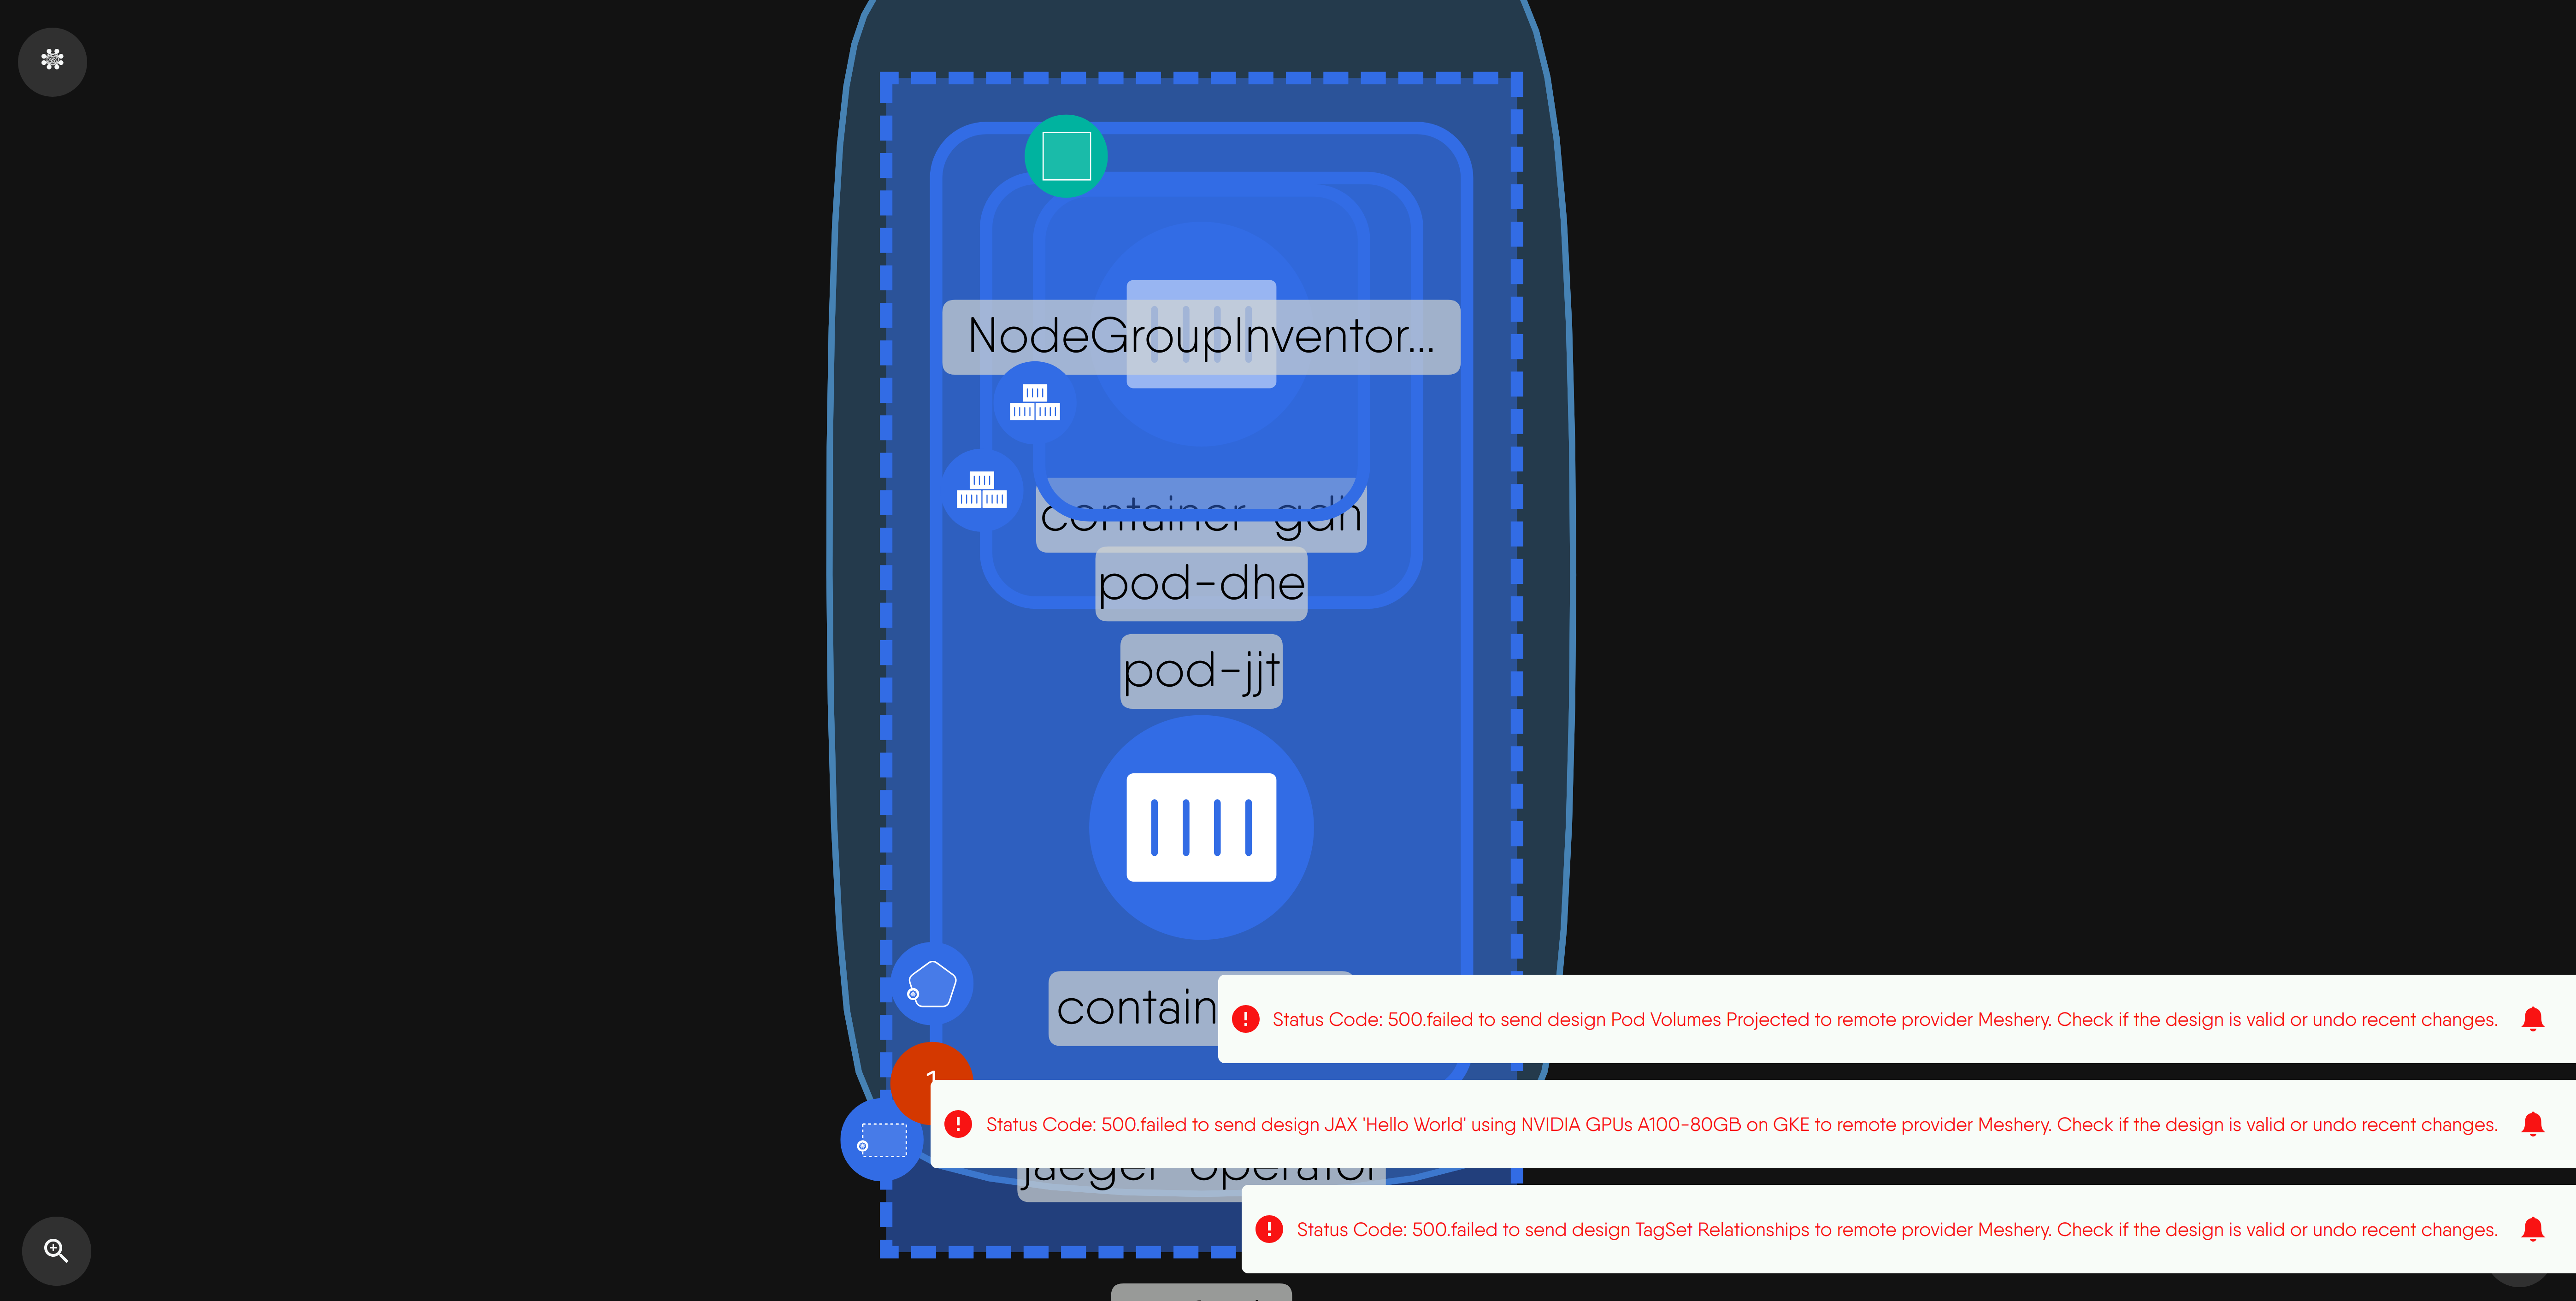 NodeGroupInventor...
container-gdh
pod-dhe
pod-jjt
contain
Status Code: 500.failed to send design Pod Volumes Projected to remote provider Meshery. Check if the design is valid or undo recent changes.
1
Status Code: 500.failed to send design JAX 'Hello World' using NVIDIA GPUs A100-80GB on GKE to remote provider Meshery. Check if the design is valid or undo recent changes.
jaeger-operator
Status Code: 500.failed to send design TagSet Relationships to remote provider Meshery. Check if the design is valid or undo recent changes.